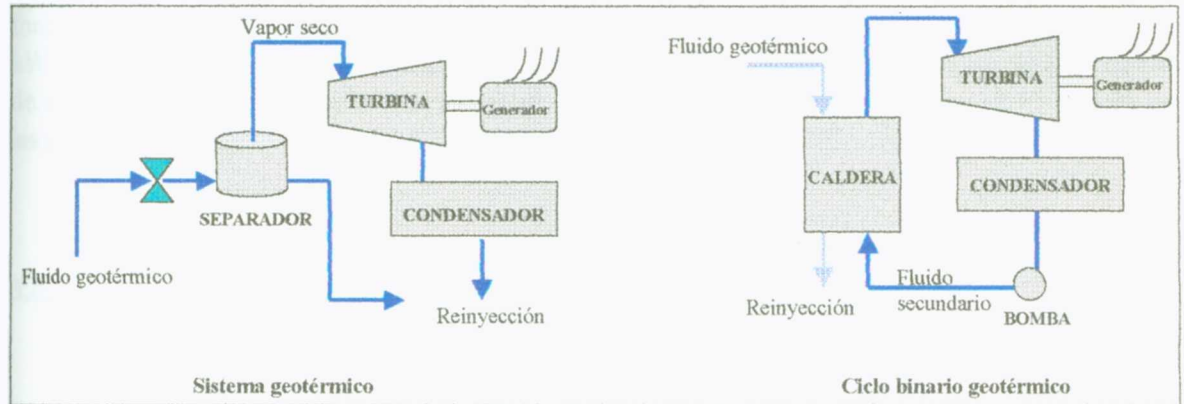 Vapor seco
TURBINA
Generador
SEPARADOR
CONDENSADOR
Fluido geotérmico
Reinyección
Sistema geotérmico
Fluido geotérmico
TURBINA
Generador
CALDERA
CONDENSADOR
Fluido
secundario
BOMBA
Reinyección
Ciclo binario geotérmico